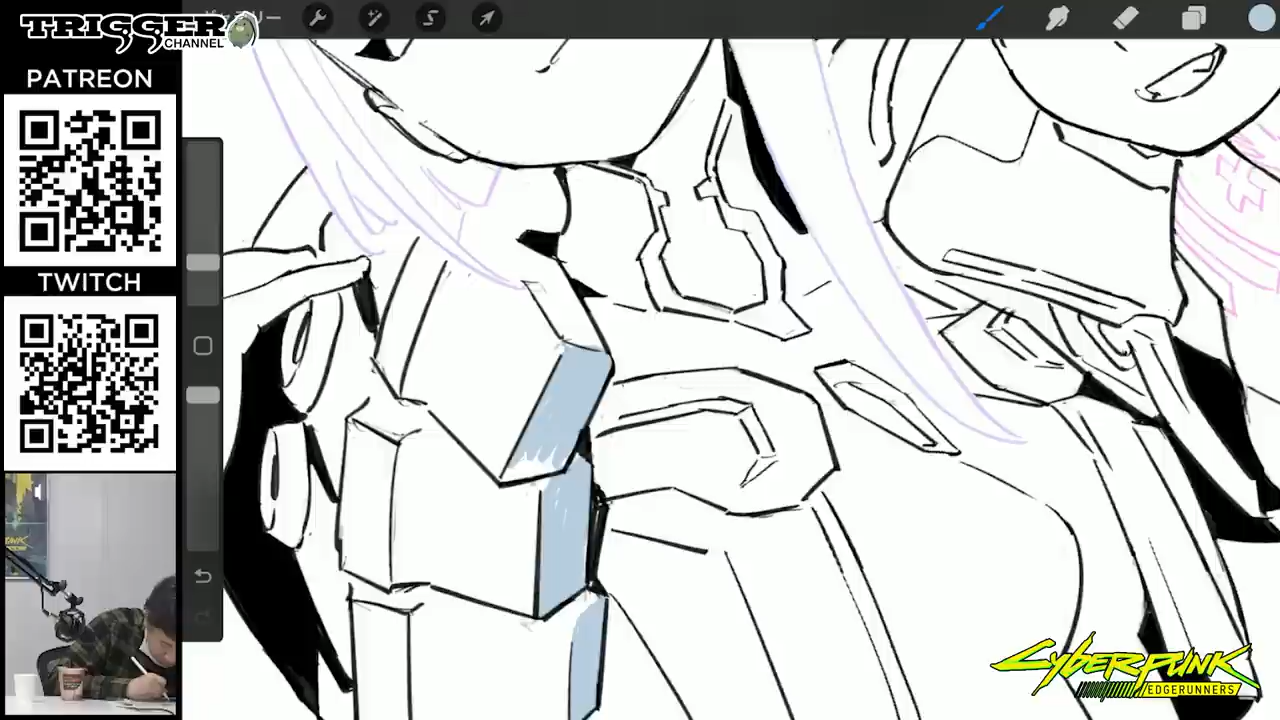 TRIGGER
CHANNEL
PATREON
TWITCH
CYBERPUNK
EDGERUNNERS